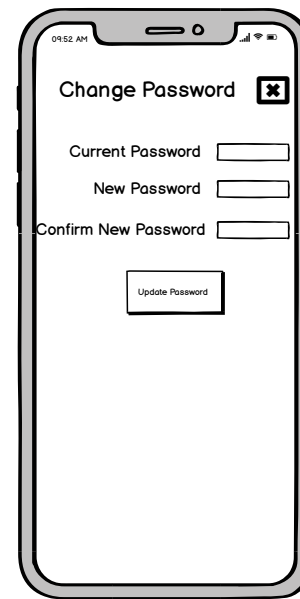 09:52 AM
Change Password
Current Password
New Password
Confirm New Password
Update Password